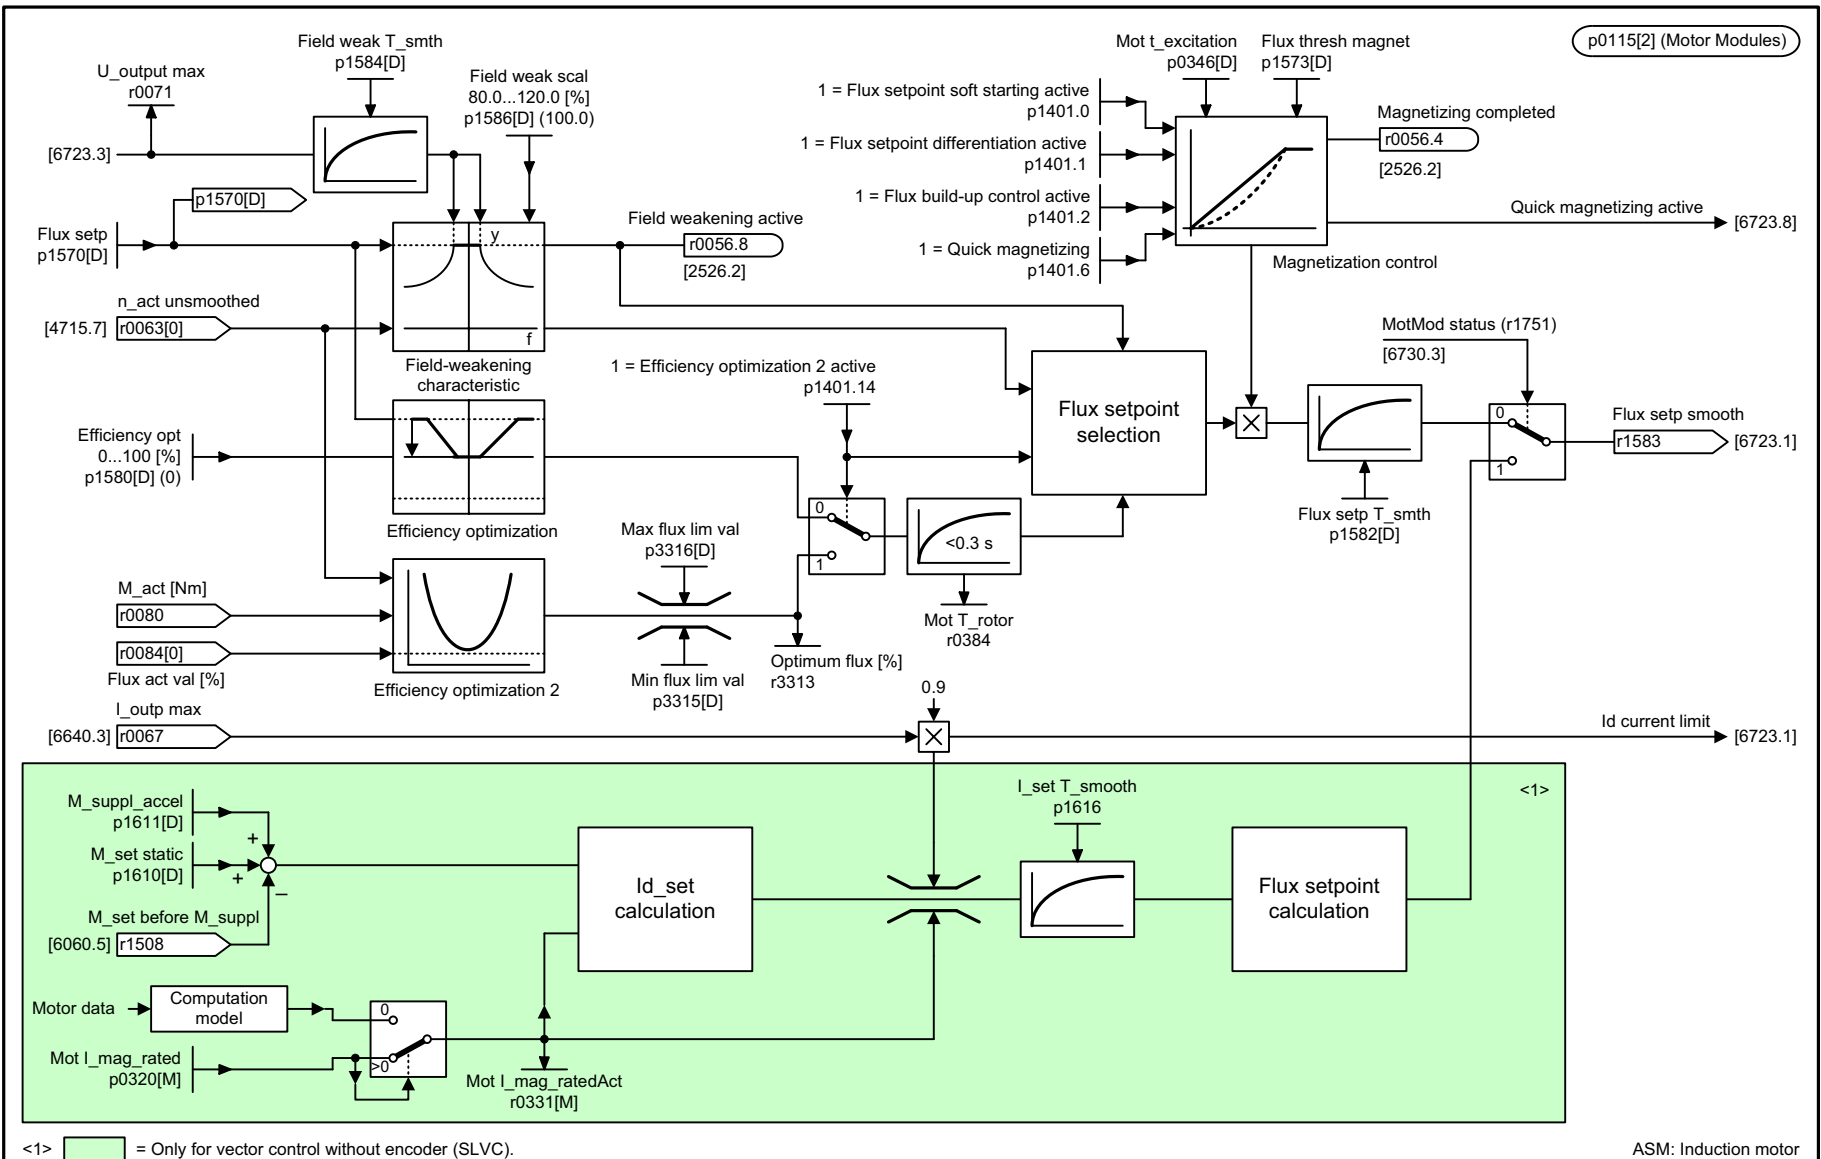 Field weak T_smth
p1584[D]
Mot t_excitation
p0346[D]
Flux thresh magnet
p1573[D]
p0115[2] (Motor Modules)
U_output max
r0071
Field weak scal
80.0...120.0 [%]
p1586[D] (100.0)
1 = Flux setpoint soft starting active
p1401.0
Magnetizing completed
r0056.4
[2526.2]
[6723.3]
1 = Flux setpoint differentiation active
p1401.1
p1570[D]
1 = Flux build-up control active
p1401.2
Quick magnetizing active
[6723.8]
Flux setp
p1570[D]
y
f
Field weakening active
r0056.8
[2526.2]
1 = Quick magnetizing
p1401.6
Magnetization control
n_act unsmoothed
[4715.7]
r0063[0]
MotMod status (r1751)
[6730.3]
Field-weakening
characteristic
1 = Efficiency optimization 2 active
p1401.14
Flux setpoint
selection
0
1
Flux setp smooth
r1583
[6723.1]
Efficiency opt
0...100 [%]
p1580[D] (0)
Efficiency optimization
Max flux lim val
p3316[D]
0
1
<0.3 s
Flux setp T_smth
p1582[D]
M_act [Nm]
r0080
r0084[0]
Flux act val [%]
Efficiency optimization 2
Min flux lim val
p3315[D]
Optimum flux [%]
r3313
Mot T_rotor
r0384
I_outp max
[6640.3]
r0067
0.9
Id current limit
[6723.1]
<1>
M_suppl_accel
p1611[D]
+
M_set static
p1610[D]
+
–
M_set before M_suppl
[6060.5]
r1508
Id_set
calculation
I_set T_smooth
p1616
Flux setpoint
calculation
Motor data
Computation
model
0
>0
Mot I_mag_rated
p0320[M]
Mot I_mag_ratedAct
r0331[M]
<1>
= Only for vector control without encoder (SLVC).
ASM: Induction motor